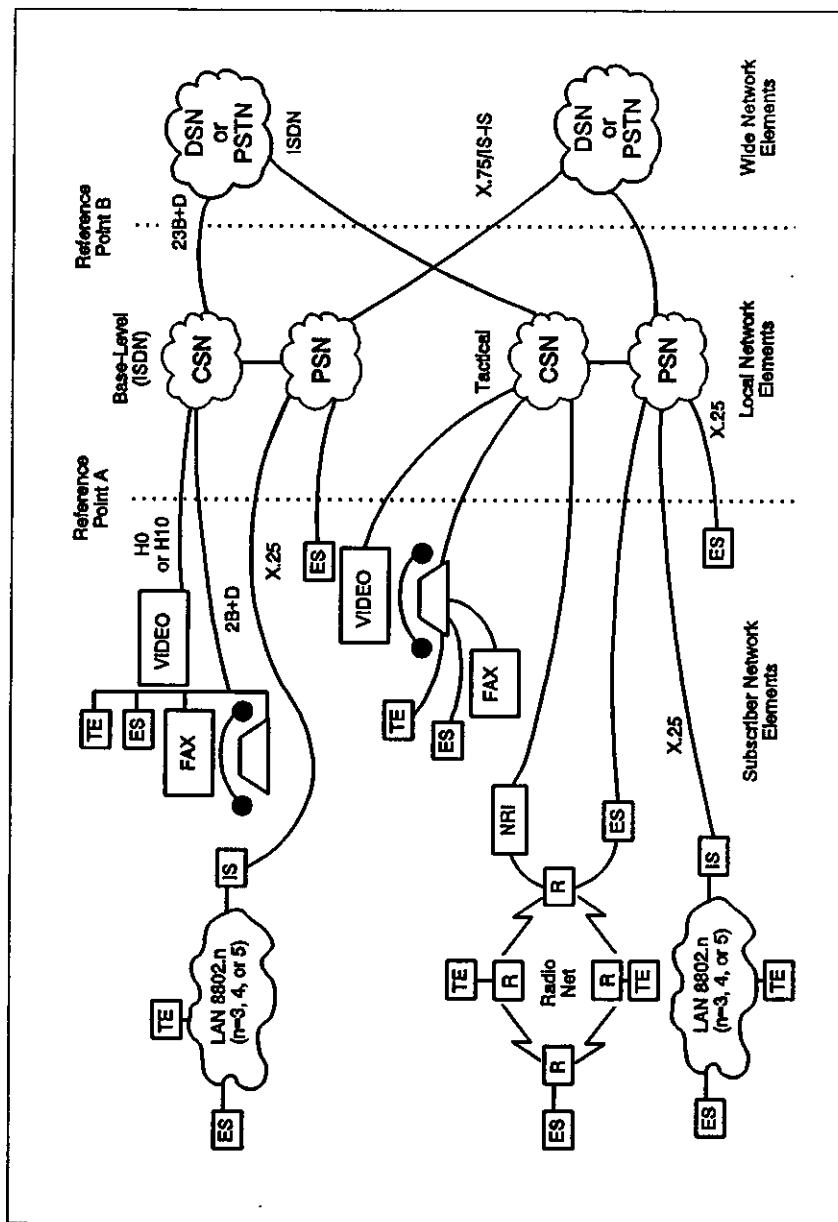 Reference
Point A
Reference
Point B
Base-Level
(ISDN)
TE
ES
FAX
VIDEO
H0
or H10
2B+D
CSN
23B+D
DSN
or
PSTN
ISDN
TE
ES
LAN 8802.n
(n=3, 4, or 5)
IS
X.25
ES
PSN
X.75/IS-IS
VIDEO
TE
ES
FAX
Tactical
CSN
NRI
TE
R
R
Radio
Net
R
R
TE
ES
ES
PSN
DSN
or
PSTN
ES
LAN 8802.n
(n=3, 4, or 5)
TE
IS
X.25
ES
X.25
Subscriber Network
Elements
Local Network
Elements
Wide Network
Elements